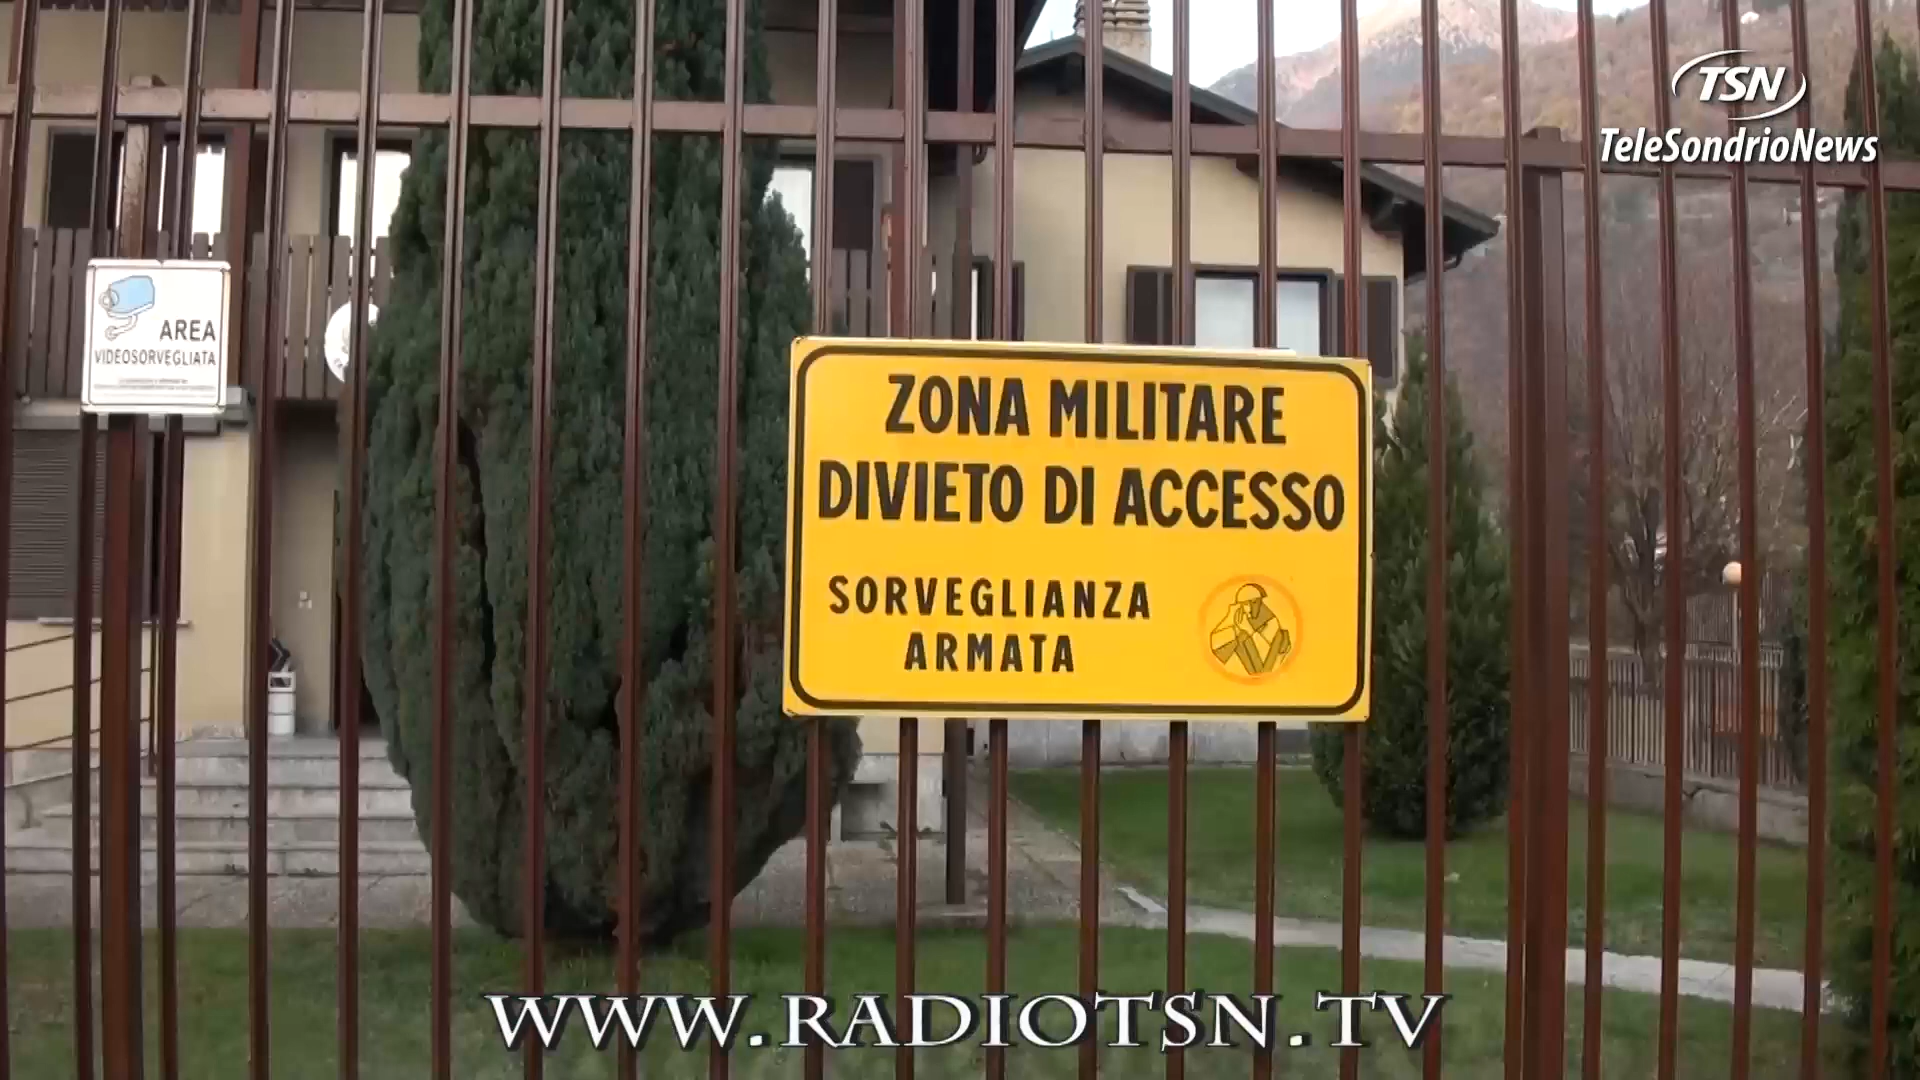 TSN
TeleSondrioNews
AREA
VIDEOSORVEGLIATA
ZONA MILITARE
DIVIETO DI ACCESSO
SORVEGLIANZA
ARMATA
WWW.RADIOTSN.TV